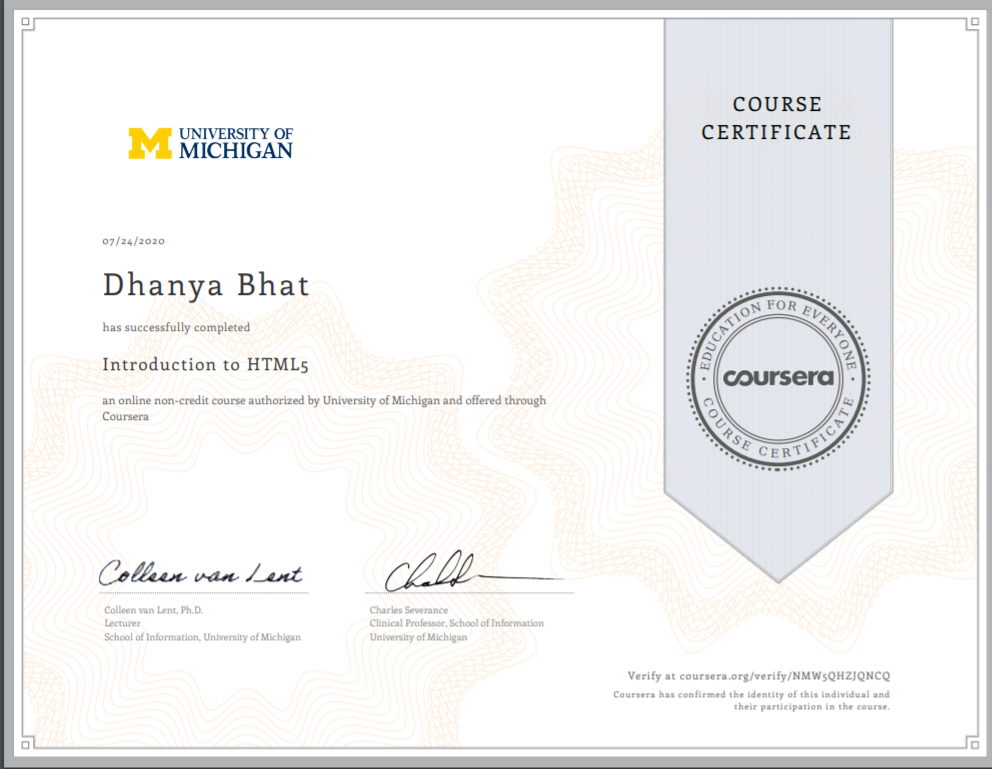 COURSE
CERTIFICATE
M UNIVERSITY OF
MICHIGAN
07/24/2020
Dhanya Bhat
has successfully completed
Introduction to HTML5
an online non-credit course authorized by University of Michigan and offered through
Coursera
EDUCATION FOR EVERYONE
coursera
COURSE CERTIFICATE
Colleen van Lent
Colleen van Lent, Ph.D.
Lecturer
School of Information, University of Michigan
Charles Severance
Clinical Professor, School of Information
University of Michigan
Verify at coursera.org/verify/NMW5QHZJQNCQ
Coursera has confirmed the identity of this individual and
their participation in the course.